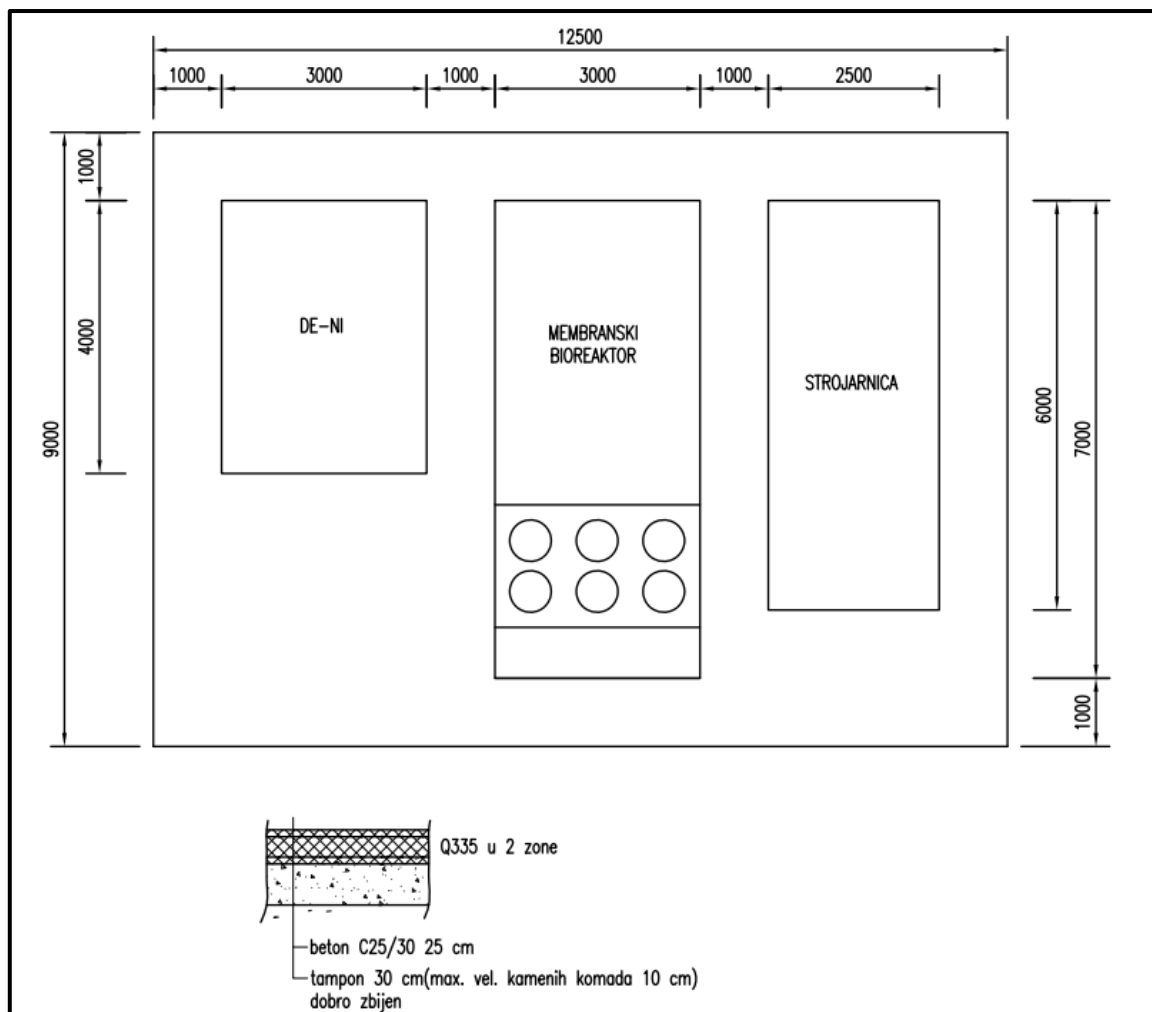 12500
1000
3000
1000
3000
1000
2500
1000
4000
9000
DE-NI
MEMBRANSKI
BIOREAKTOR
STROJARNICA
6000
7000
1000
Q335 u 2 zone
beton C25/30 25 cm
tampon 30 cm(max. vel. kamenih komada 10 cm)
dobro zbijen